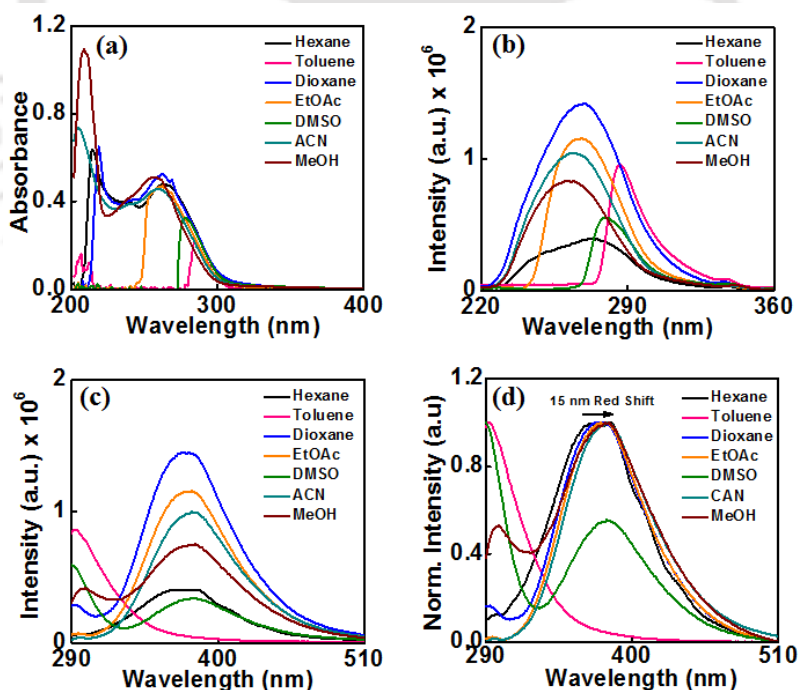 (a)
1.2
0.8
0.4
0.0
Absorbance
200
300
400
Wavelength (nm)
Hexane
Toluene
Dioxane
EtOAc
DMSO
ACN
MeOH
(b)
2
1
0
Intensity (a.u.) x 10^6
220
290
360
Wavelength (nm)
Hexane
Toluene
Dioxane
EtOAc
DMSO
ACN
MeOH
(c)
2
1
0
Intensity (a.u.) x 10^6
290
400
510
Wavelength (nm)
Hexane
Toluene
Dioxane
EtOAc
DMSO
ACN
MeOH
(d)
1.2
0.8
0.4
0.0
Norm. Intensity (a.u)
15 nm Red Shift
290
400
510
Wavelength (nm)
Hexane
Toluene
Dioxane
EtOAc
DMSO
CAN
MeOH